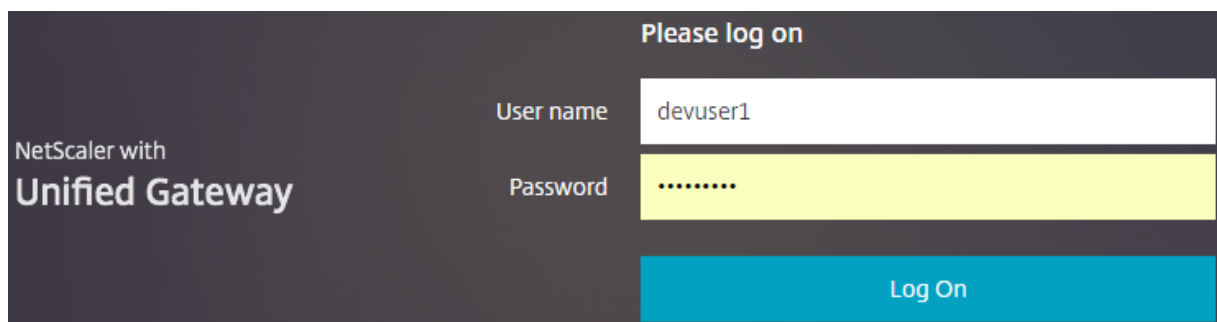 Please log on
User name
devuser1
NetScaler with
Unified Gateway
Password
•••••••••
Log On